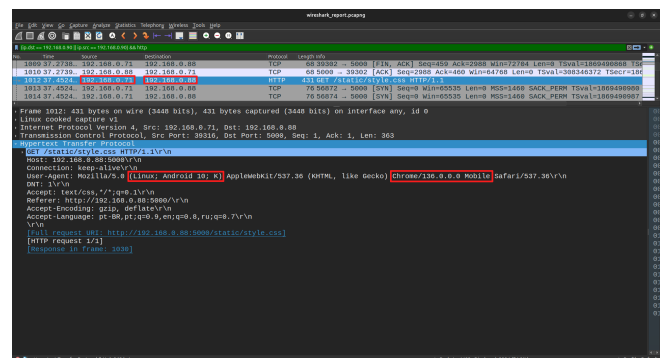 wireshark_report.pcapng
File Edit View Go Capture Analyze Statistics Telephony Wireless Tools Help
(ip.dst == 192.168.0.90 || ip.src == 192.168.0.90) && http
No. Time Source Destination Protocol Length Info
1009 37.2738… 192.168.0.71 192.168.0.88 TCP 68 39302 → 5000 [FIN, ACK] Seq=459 Ack=2988 Win=72704 Len=0 TSval=1869490868
1010 37.2739… 192.168.0.88 192.168.0.71 TCP 68 5000 → 39302 [ACK] Seq=2988 Ack=460 Win=64768 Len=0 TSval=308346372
1012 37.4524… 192.168.0.71 192.168.0.88 HTTP 431 GET /static/style.css HTTP/1.1
1013 37.4524… 192.168.0.71 192.168.0.88 TCP 76 56872 → 5000 [SYN] Seq=0 Win=65535 Len=0 MSS=1460 SACK_PERM TSval=1869490980
1014 37.4524… 192.168.0.71 192.168.0.88 TCP 76 56874 → 5000 [SYN] Seq=0 Win=65535 Len=0 MSS=1460 SACK_PERM TSval=1869490987
Frame 1012: 431 bytes on wire (3448 bits), 431 bytes captured (3448 bits) on interface any, id 0
Linux cooked capture v1
Internet Protocol Version 4, Src: 192.168.0.71, Dst: 192.168.0.88
Transmission Control Protocol, Src Port: 39316, Dst Port: 5000, Seq: 1, Ack: 1, Len: 363
Hypertext Transfer Protocol
GET /static/style.css HTTP/1.1\r\n
Host: 192.168.0.88:5000\r\n
Connection: keep-alive\r\n
User-Agent: Mozilla/5.0 (Linux; Android 10; K) AppleWebKit/537.36 (KHTML, like Gecko) Chrome/136.0.0.0 Mobile Safari/537.36\r\n
DNT: 1\r\n
Accept: text/css,*/*;q=0.1\r\n
Referer: http://192.168.0.88:5000/\r\n
Accept-Encoding: gzip, deflate\r\n
Accept-Language: pt-BR,pt;q=0.9,en;q=0.8,ru;q=0.7\r\n
\r\n
[Full request URI: http://192.168.0.88:5000/static/style.css]
[HTTP request 1/1]
[Response in frame: 1030]